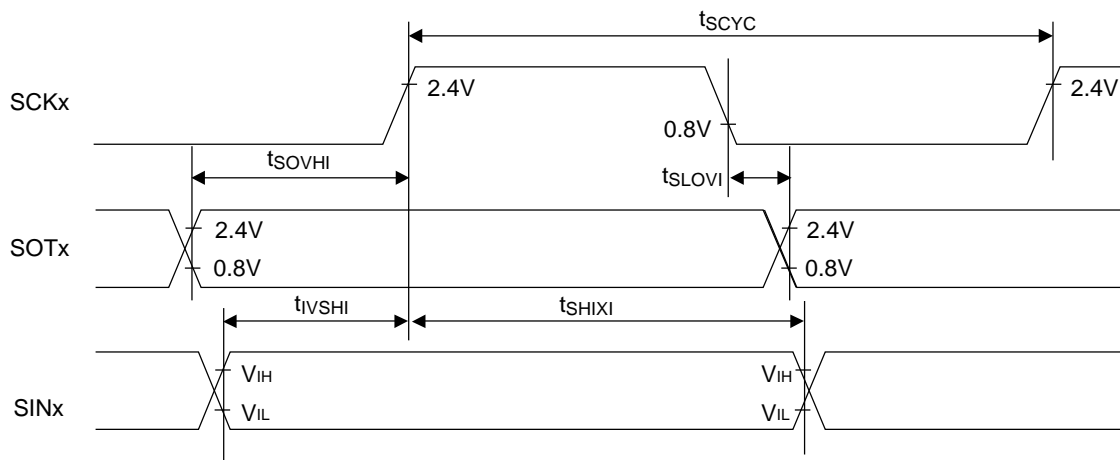 tSCYC
SCKx
2.4V
0.8V
2.4V
tSOVHI
tSLOVI
SOTx
2.4V
0.8V
2.4V
0.8V
tIVSHI
tSHIXI
SINx
VIH
VIL
VIH
VIL